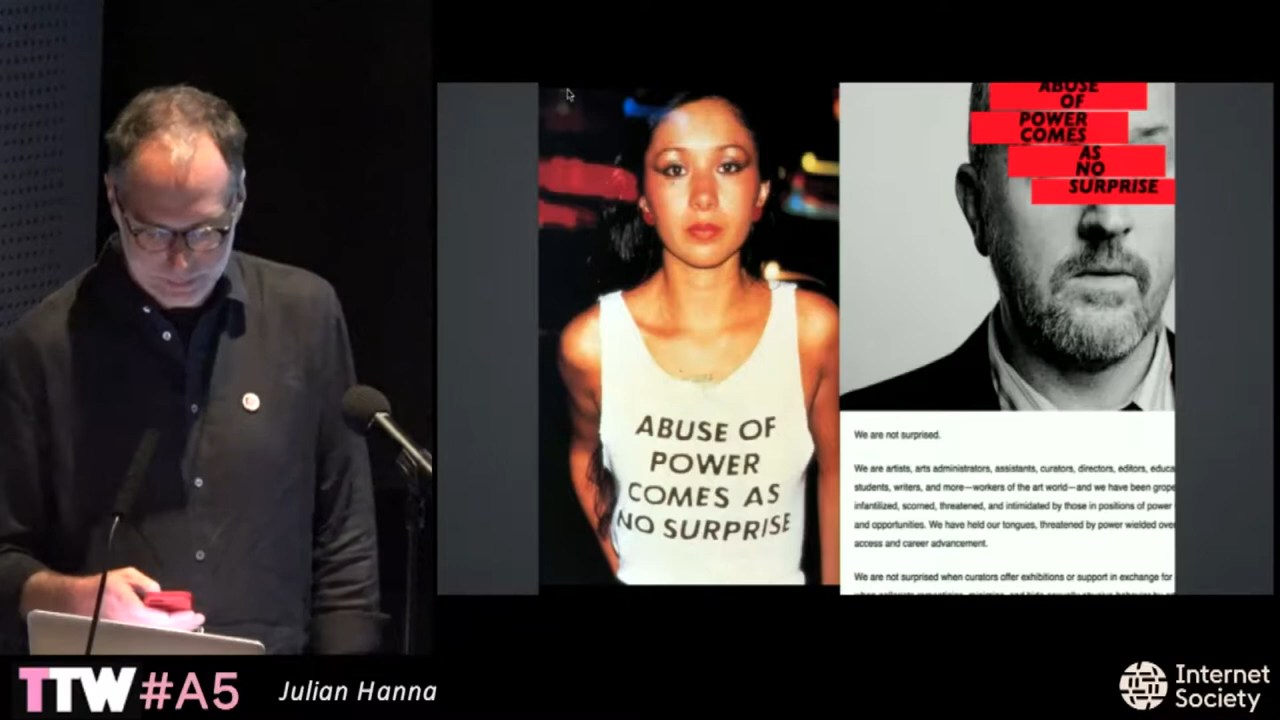 ABUSE OF
POWER
COMES AS
NO SURPRISE
ABUSE
OF
POWER
COMES
AS
NO
SURPRISE
We are not surprised.
We are artists, arts administrators, assistants, curators, directors, editors, educa
students, writers, and more—workers of the art world—and we have been grope
infantilized, scorned, threatened, and intimidated by those in positions of power
and opportunities. We have held our tongues, threatened by power wielded over
access and career advancement.
We are not surprised when curators offer exhibitions or support in exchange for
TTW #A5
Julian Hanna
Internet
Society